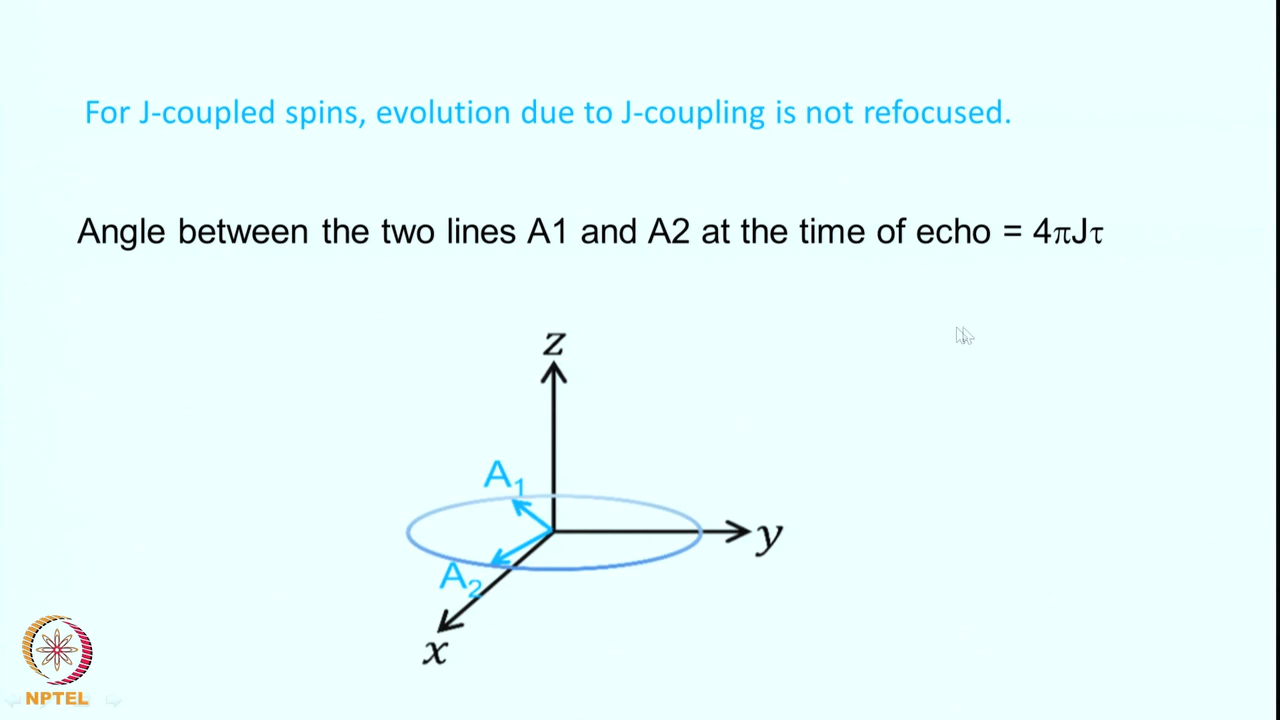 For J-coupled spins, evolution due to J-coupling is not refocused.
Angle between the two lines A1 and A2 at the time of echo = 4πJτ
z
A₁
y
A₂
x
NPTEL